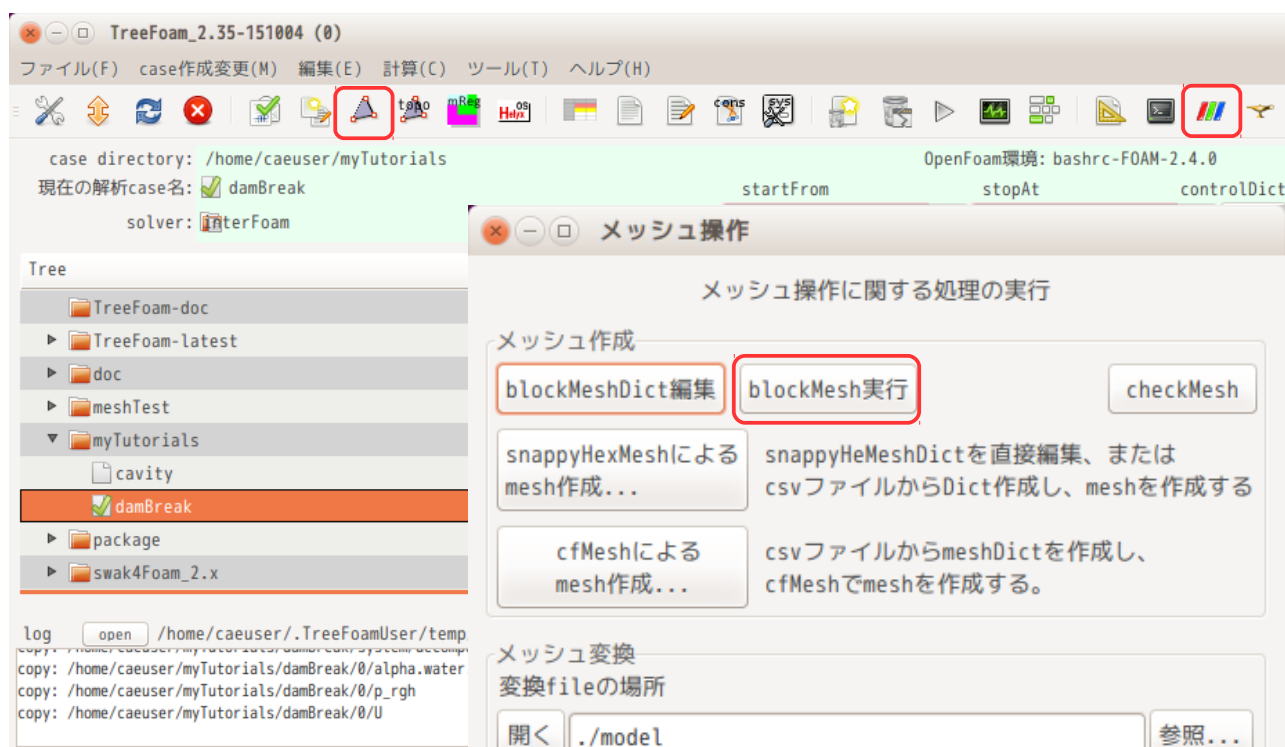 TreeFoam_2.35-151004 (0)
ファイル(F) case作成変更(M) 編集(E) 計算(C) ツール(T) ヘルプ(H)
topo mReg Helyx OS cons SYS
case directory: /home/caeuser/myTutorials OpenFoam環境: bashrc-FOAM-2.4.0
現在の解析case名: damBreak startFrom stopAt controlDict
solver: interFoam
Tree
TreeFoam-doc
TreeFoam-latest
doc
meshTest
myTutorials
cavity
damBreak
package
swak4Foam_2.x
log open /home/caeuser/.TreeFoamUser/temp
copy: /home/caeuser/myTutorials/damBreak/system/decomp
copy: /home/caeuser/myTutorials/damBreak/0/alpha.water
copy: /home/caeuser/myTutorials/damBreak/0/p_rgh
copy: /home/caeuser/myTutorials/damBreak/0/U
メッシュ操作
メッシュ操作に関する処理の実行
メッシュ作成
blockMeshDict編集 blockMesh実行 checkMesh
snappyHexMeshによる
mesh作成...
snappyHeMeshDictを直接編集、または
csvファイルからDict作成し、meshを作成する
cfMeshによる
mesh作成...
csvファイルからmeshDictを作成し、
cfMeshでmeshを作成する。
メッシュ変換
変換fileの場所
開く ./model 参照...